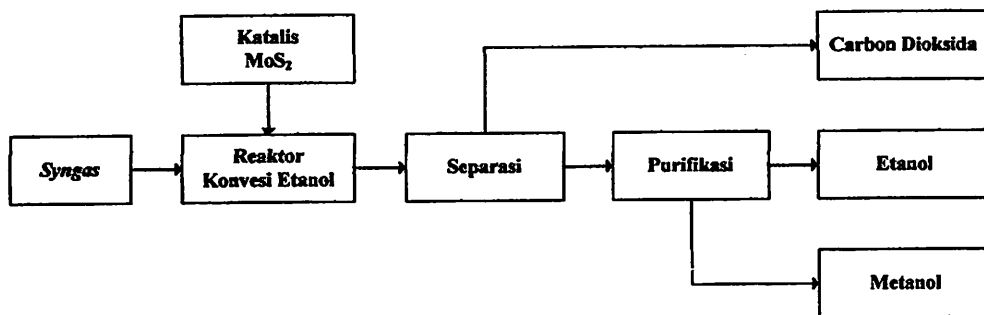 Katalis
MoS₂
Carbon Dioksida
Syngas
Reaktor
Konvesi Etanol
Separasi
Purifikasi
Etanol
Metanol